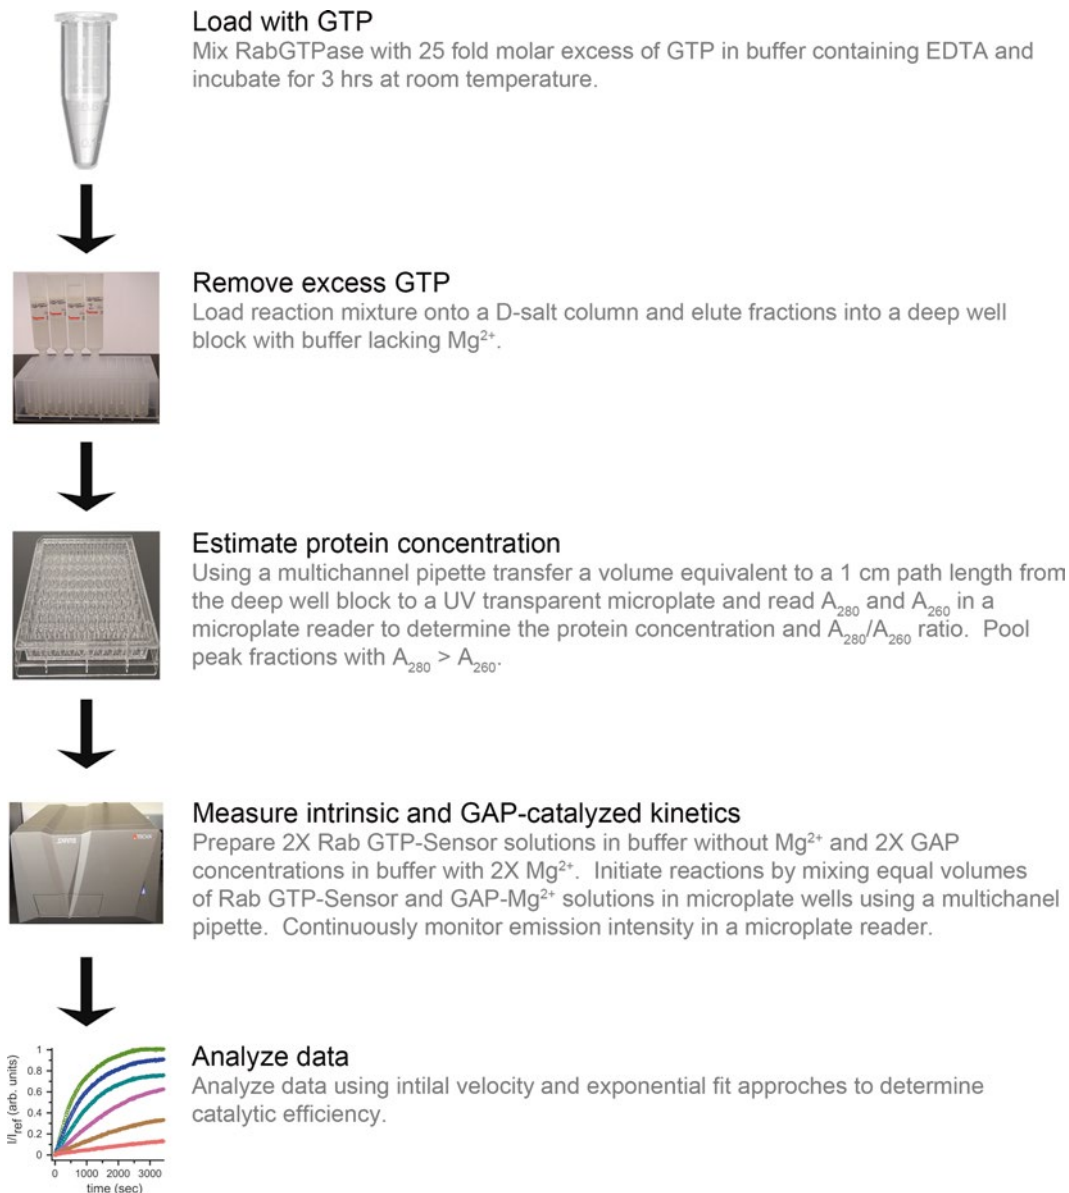 Load with GTP
Mix RabGTPase with 25 fold molar excess of GTP in buffer containing EDTA and
incubate for 3 hrs at room temperature.
Remove excess GTP
Load reaction mixture onto a D-salt column and elute fractions into a deep well
block with buffer lacking Mg²⁺.
Estimate protein concentration
Using a multichannel pipette transfer a volume equivalent to a 1 cm path length from
the deep well block to a UV transparent microplate and read A₂₈₀ and A₂₆₀ in a
microplate reader to determine the protein concentration and A₂₈₀/A₂₆₀ ratio. Pool
peak fractions with A₂₈₀ > A₂₆₀.
Measure intrinsic and GAP-catalyzed kinetics
Prepare 2X Rab GTP-Sensor solutions in buffer without Mg²⁺ and 2X GAP
concentrations in buffer with 2X Mg²⁺. Initiate reactions by mixing equal volumes
of Rab GTP-Sensor and GAP-Mg²⁺ solutions in microplate wells using a multichanel
pipette. Continuously monitor emission intensity in a microplate reader.
Analyze data
Analyze data using intilal velocity and exponential fit approches to determine
catalytic efficiency.
I/I_ref (arb. units)
1
0.8
0.6
0.4
0.2
0
0 1000 2000 3000
time (sec)